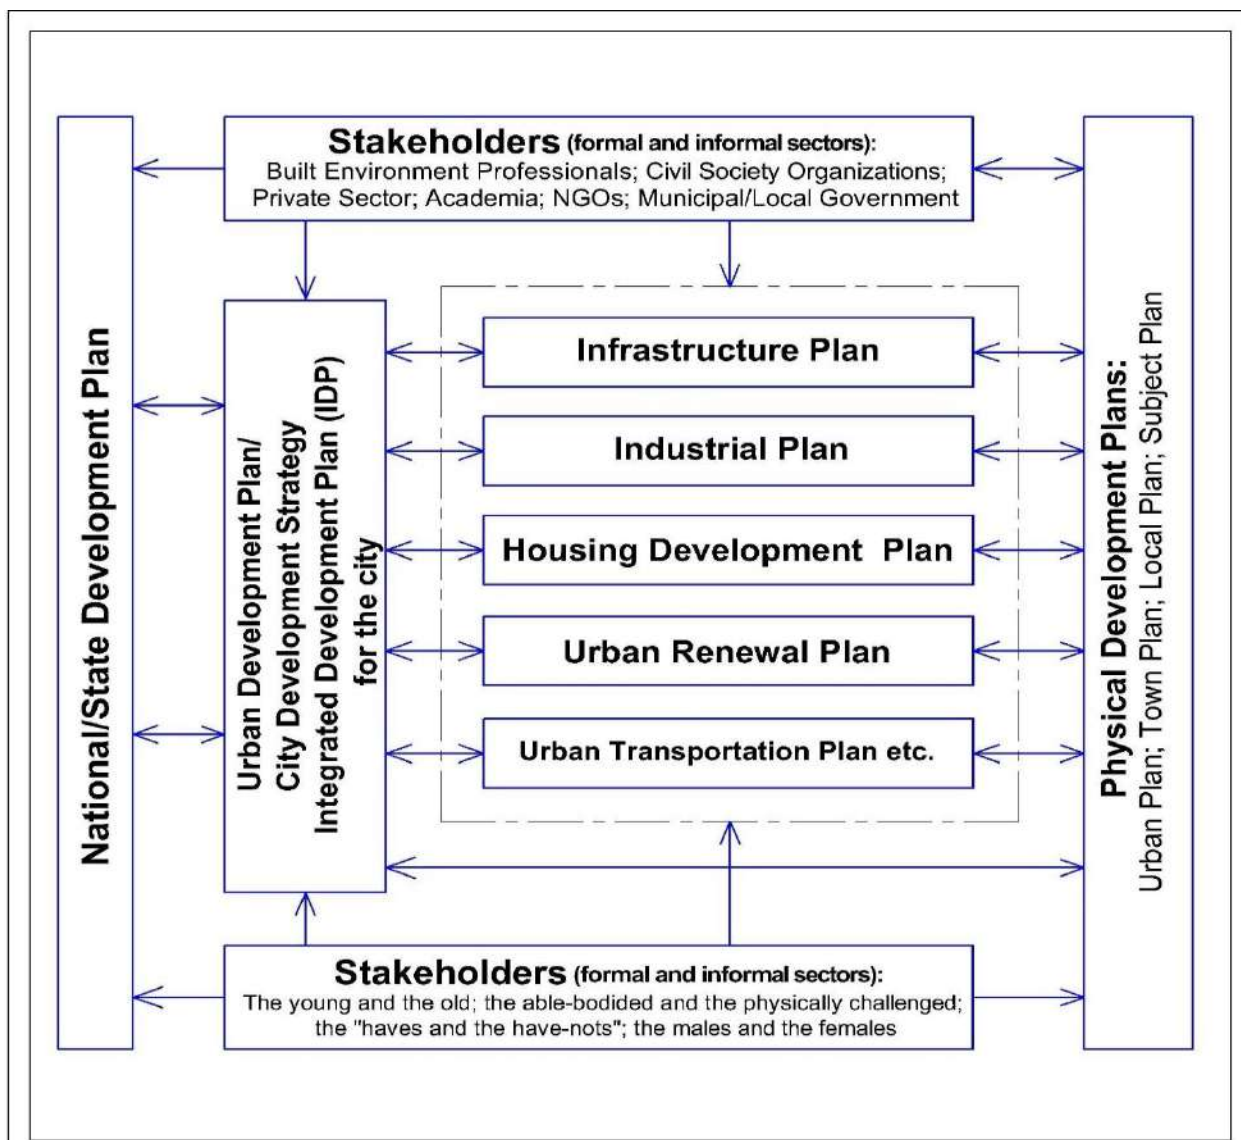 Stakeholders (formal and informal sectors):
Built Environment Professionals; Civil Society Organizations;
Private Sector; Academia; NGOs; Municipal/Local Government
National/State Development Plan
Urban Development Plan/
City Development Strategy
Integrated Development Plan (IDP)
for the city
Infrastructure Plan
Industrial Plan
Housing Development Plan
Urban Renewal Plan
Urban Transportation Plan etc.
Physical Development Plans:
Urban Plan; Town Plan; Local Plan; Subject Plan
Stakeholders (formal and informal sectors):
The young and the old; the able-bodided and the physically challenged;
the "haves and the have-nots"; the males and the females